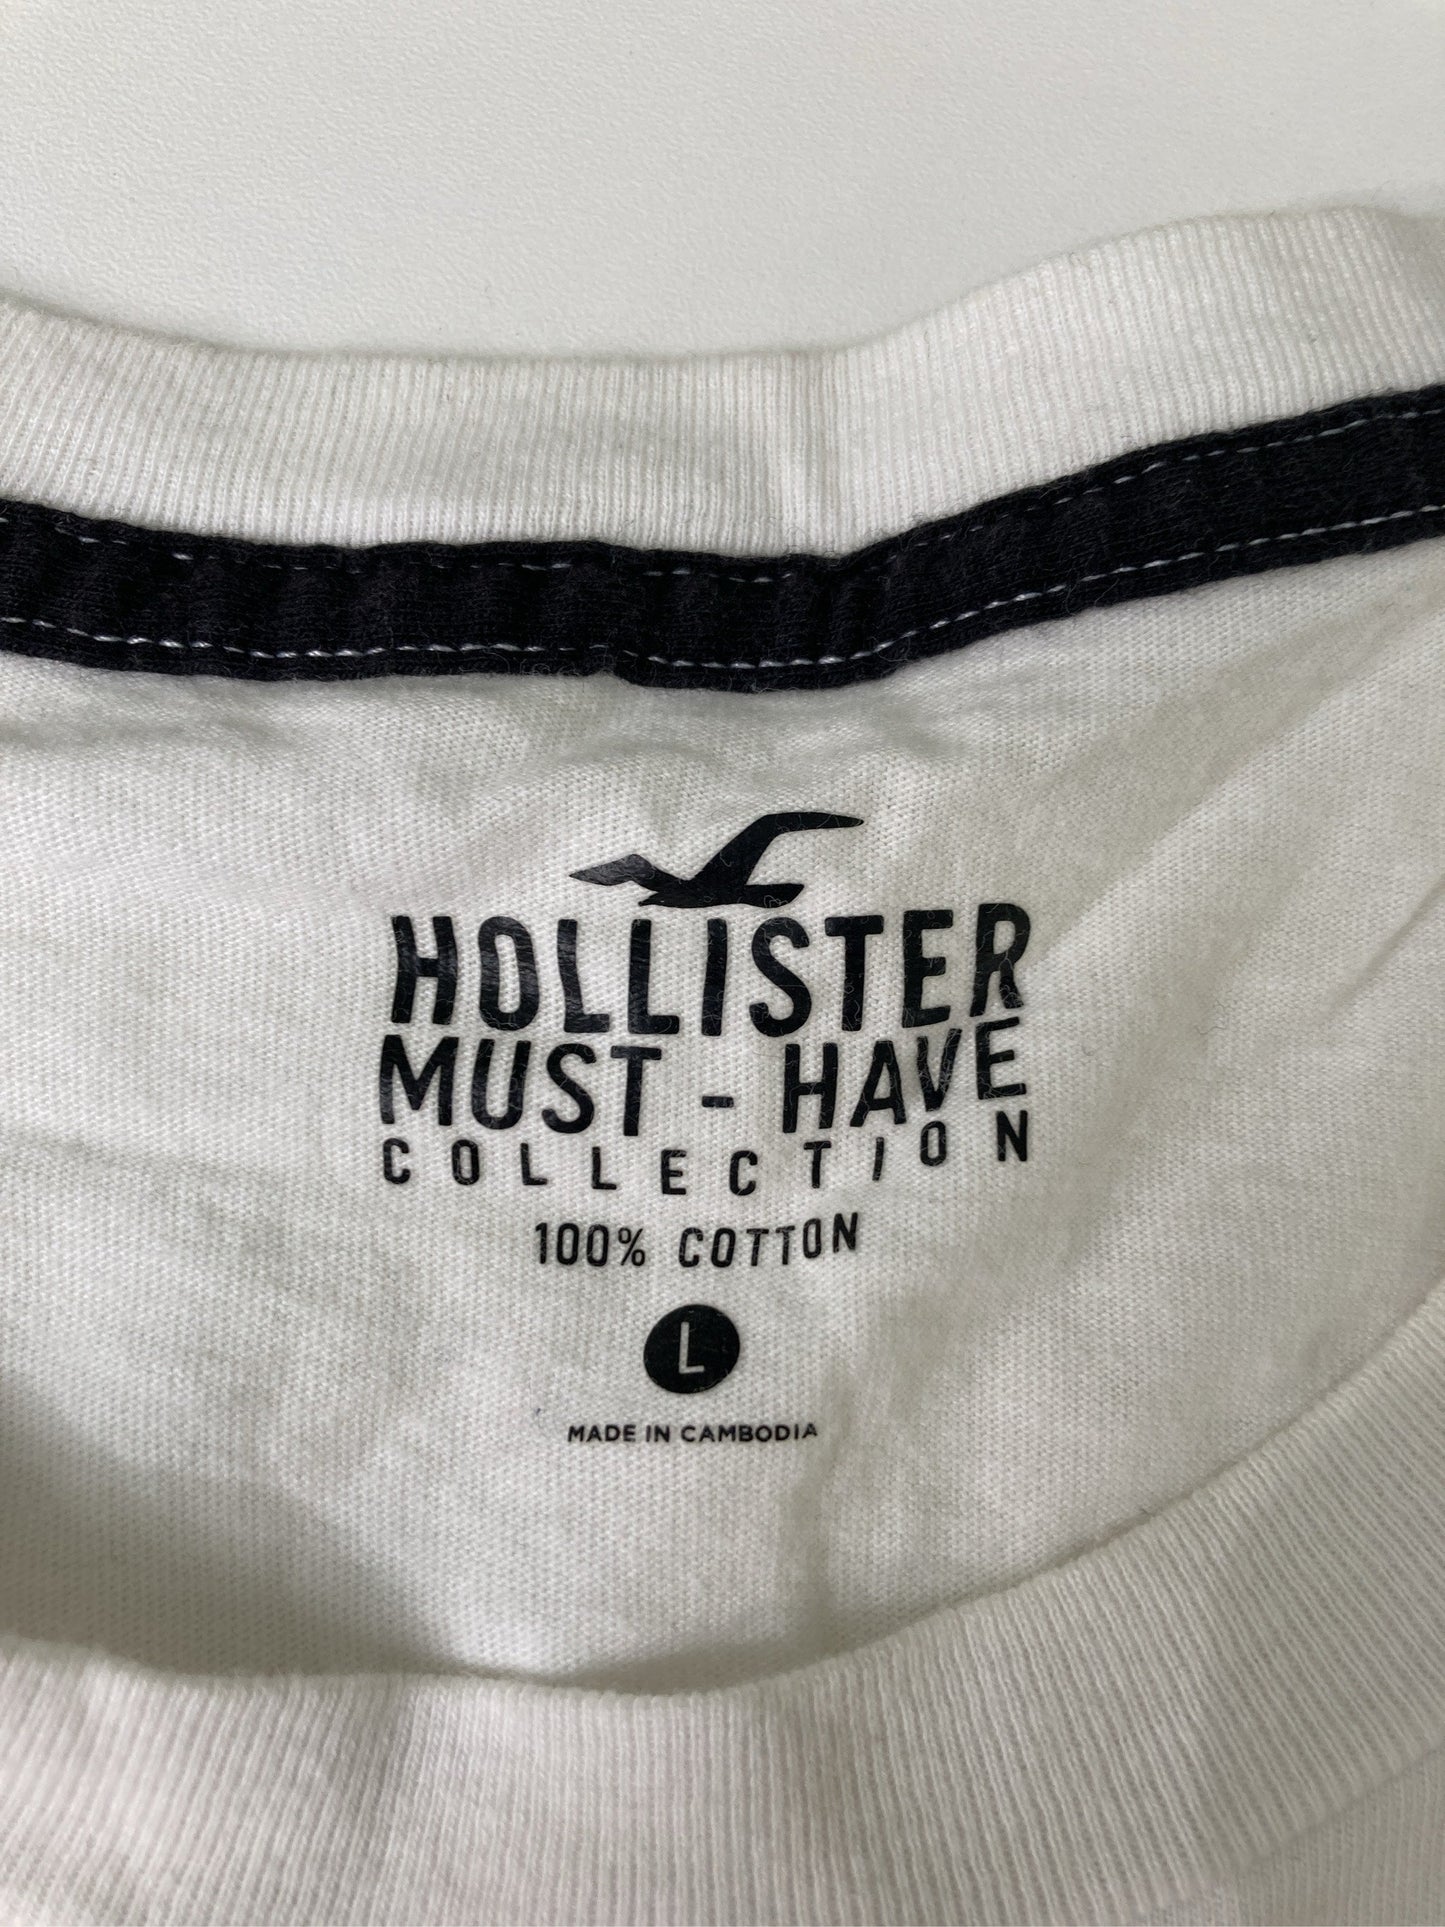 HOLLISTER
MUST - HAVE
COLLECTION
100% COTTON
L
MADE IN CAMBODIA